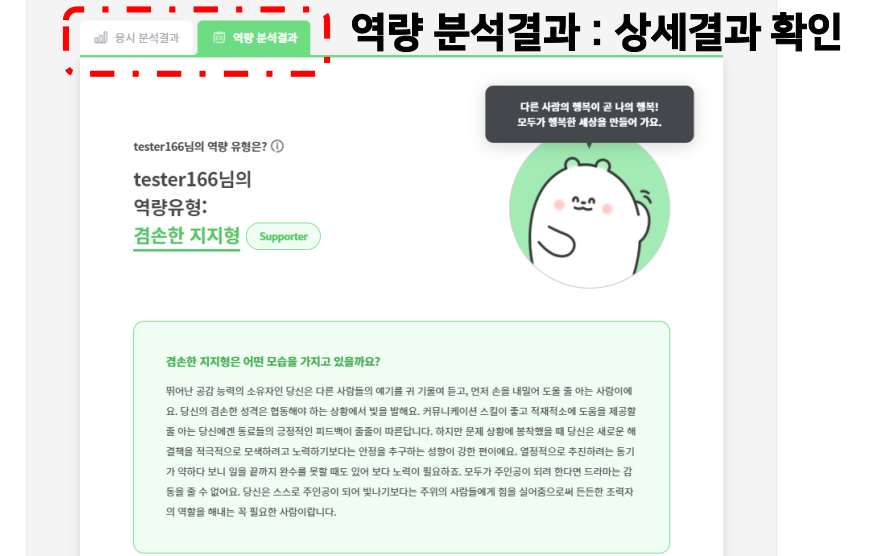 응시 분석결과
역량 분석결과
역량 분석결과 : 상세결과 확인
다른 사람의 행복이 곧 나의 행복!
모두가 행복한 세상을 만들어 가요.
tester166님의 역량 유형은?
tester166님의
역량유형:
겸손한 지지형 Supporter
겸손한 지지형은 어떤 모습을 가지고 있을까요?
뛰어난 공감 능력의 소유자인 당신은 다른 사람들의 얘기를 귀 기울여 듣고, 먼저 손을 내밀어 도울 줄 아는 사람이에
요. 당신의 겸손한 성격은 협동해야 하는 상황에서 빛을 발해요. 커뮤니케이션 스킬이 좋고 적재적소에 도움을 제공할
줄 아는 당신에겐 동료들의 긍정적인 피드백이 줄줄이 따른답니다. 하지만 문제 상황에 봉착했을 때 당신은 새로운 해
결책을 적극적으로 모색하려고 노력하기보다는 안정을 추구하는 성향이 강한 편이에요. 열정적으로 추진하려는 동기
가 약하다 보니 일을 끝까지 완수를 못할 때도 있어 보다 노력이 필요하죠. 모두가 주인공이 되려 한다면 드라마는 감
동을 줄 수 없어요. 당신은 스스로 주인공이 되어 빛나기보다는 주위의 사람들에게 힘을 실어줌으로써 든든한 조력자
의 역할을 해내는 꼭 필요한 사람이랍니다.